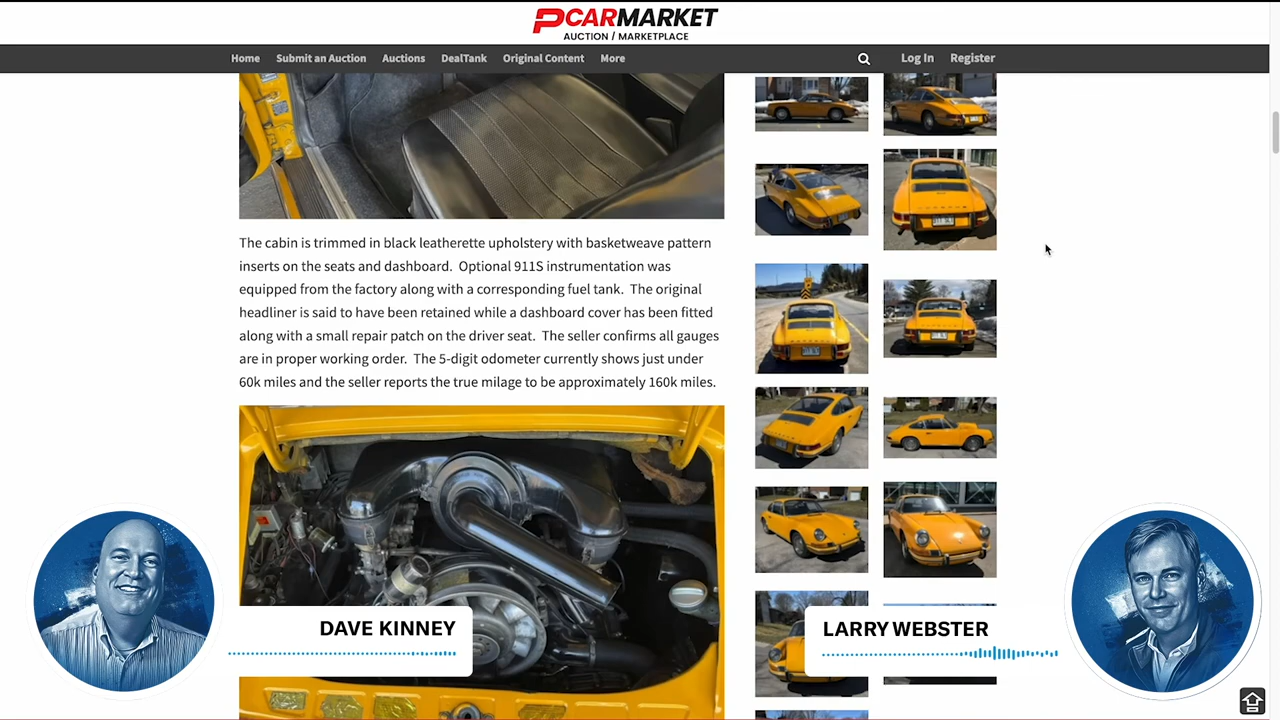 PCARMARKET
AUCTION / MARKETPLACE
Home Submit an Auction Auctions DealTank Original Content More Log In Register
The cabin is trimmed in black leatherette upholstery with basketweave pattern
inserts on the seats and dashboard. Optional 911S instrumentation was
equipped from the factory along with a corresponding fuel tank. The original
headliner is said to have been retained while a dashboard cover has been fitted
along with a small repair patch on the driver seat. The seller confirms all gauges
are in proper working order. The 5-digit odometer currently shows just under
60k miles and the seller reports the true milage to be approximately 160k miles.
DAVE KINNEY
LARRY WEBSTER